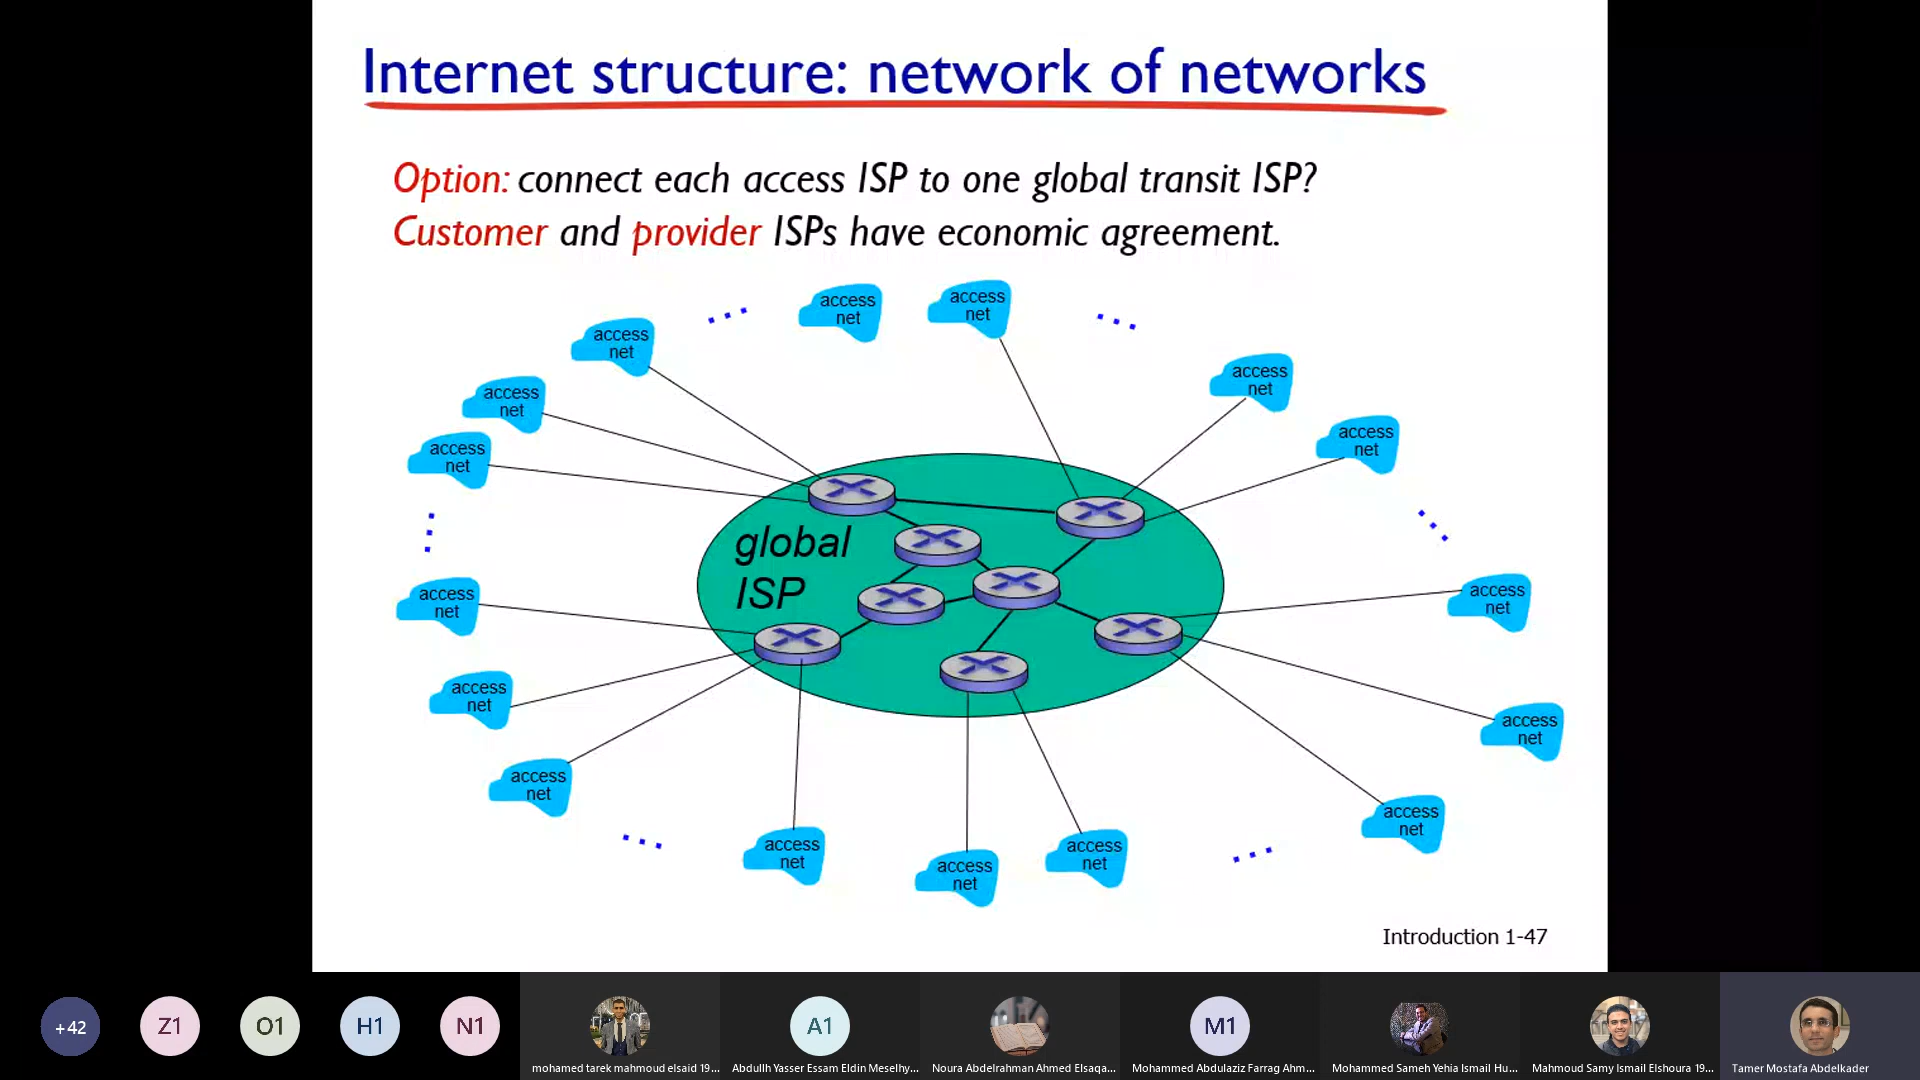 Internet structure: network of networks
Option: connect each access ISP to one global transit ISP?
Customer and provider ISPs have economic agreement.
access
net
access
net
access
net
access
net
access
net
access
net
access
net
global
ISP
access
net
access
net
access
net
access
net
access
net
access
net
access
net
access
net
access
net
Introduction 1-47
+42
Z1
O1
H1
N1
A1
M1
mohamed tarek mahmoud elsaid 19...
Abdullh Yasser Essam Eldin Meselhy...
Noura Abdelrahman Ahmed Elsaqa...
Mohammed Abdulaziz Farrag Ahm...
Mohammed Sameh Yehia Ismail Hu...
Mahmoud Samy Ismail Elshoura 19...
Tamer Mostafa Abdelkader